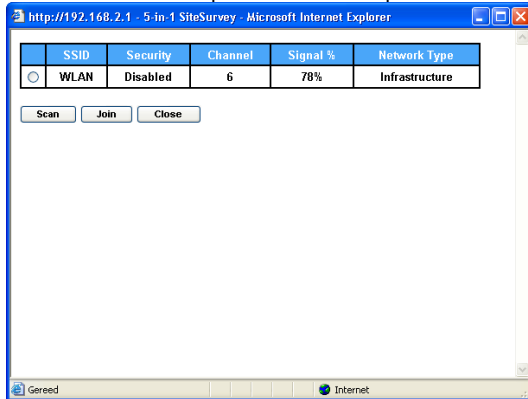 http://192.168.2.1 - 5-in-1 SiteSurvey - Microsoft Internet Explorer
SSID Security Channel Signal % Network Type
WLAN Disabled 6 78% Infrastructure
Scan Join Close
Gereed Internet